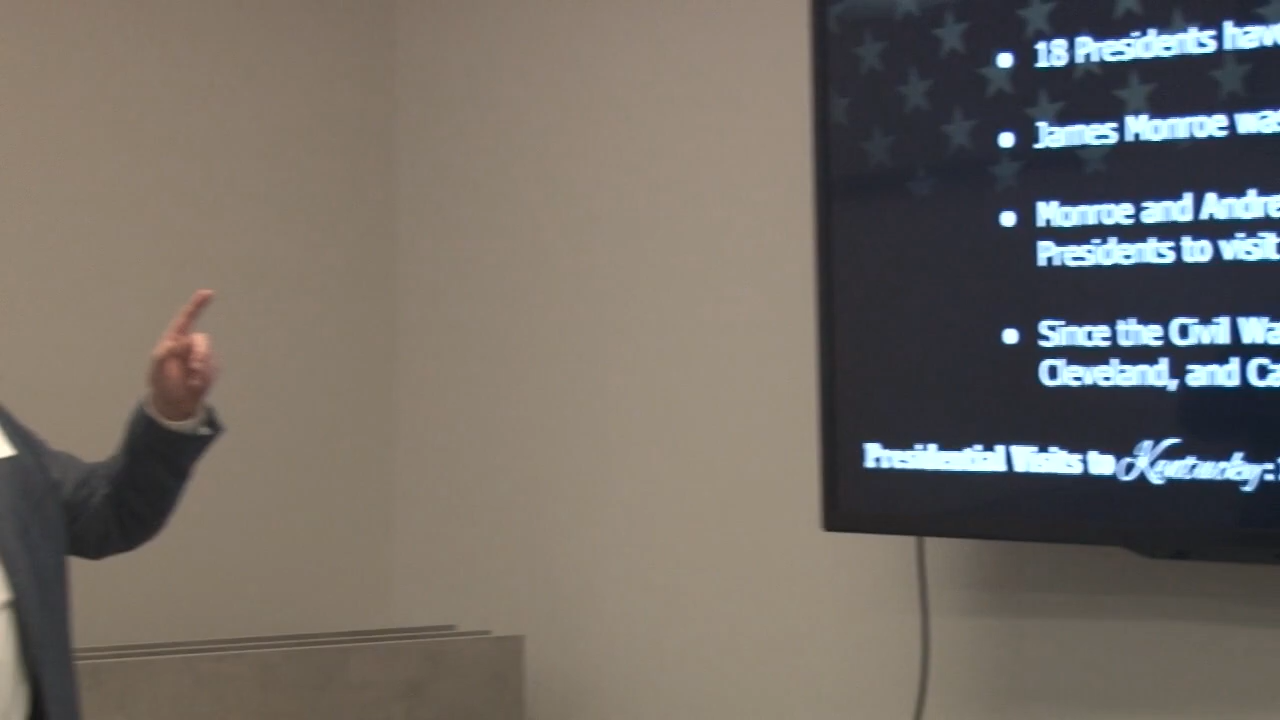 18 Presidents have
James Monroe was
Monroe and Andre
Presidents to visit
Since the Civil Wa
Cleveland, and Ca
Presidential Visits to Kentucky: